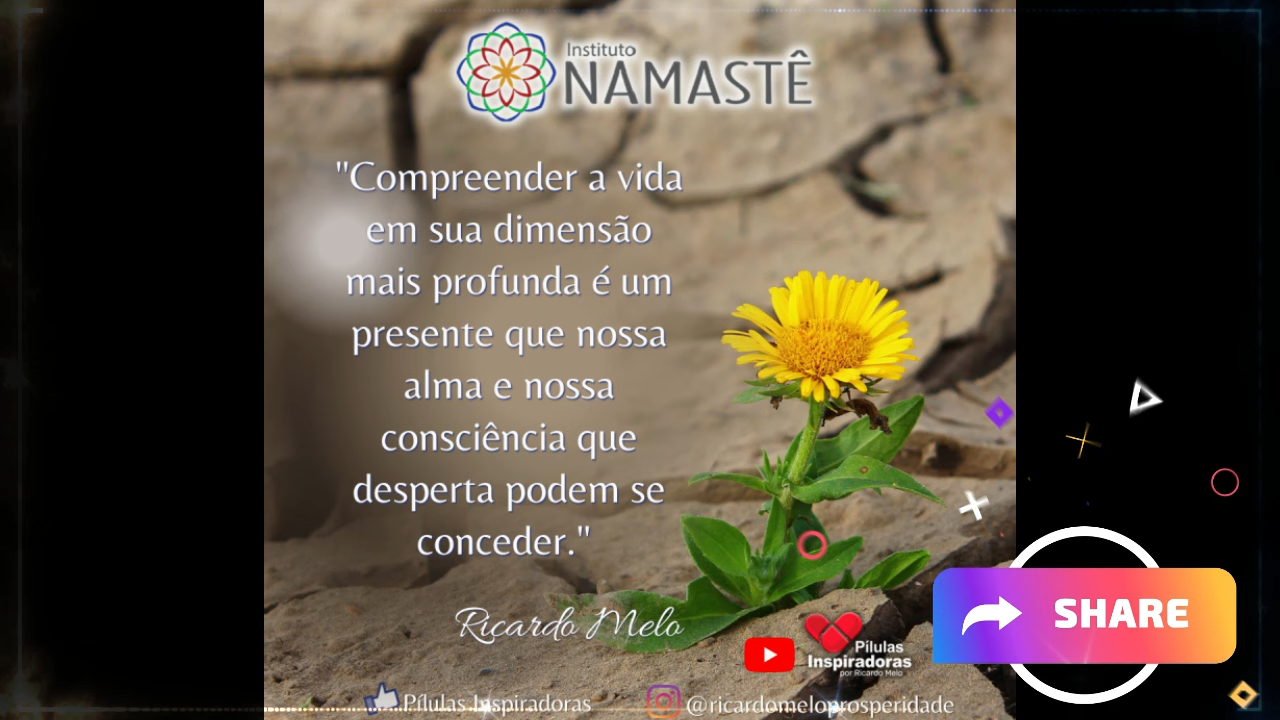 Instituto
NAMASTÊ
"Compreender a vida
em sua dimensão
mais profunda é um
presente que nossa
alma e nossa
consciência que
desperta podem se
conceder."
Ricardo Melo
Pílulas
Inspiradoras
por Ricardo Melo
SHARE
Pílulas Inspiradoras
@ricardomeloprosperidade